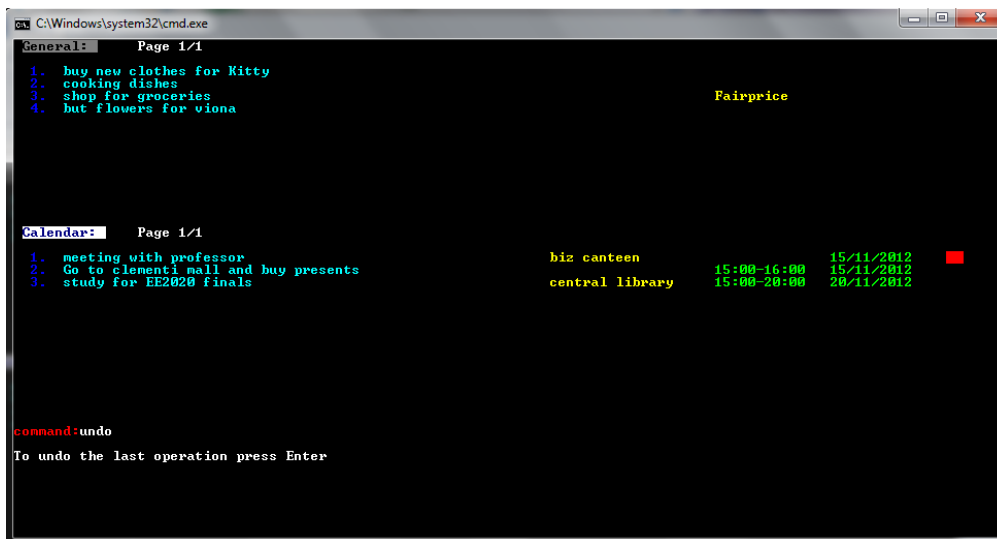 C:\Windows\system32\cmd.exe
General: Page 1/1
1. buy new clothes for Kitty
2. cooking dishes
3. shop for groceries Fairprice
4. but flowers for viona
Calendar: Page 1/1
1. meeting with professor biz canteen 15/11/2012
2. Go to clementi mall and buy presents 15:00-16:00 15/11/2012
3. study for EE2020 finals central library 15:00-20:00 20/11/2012
command:undo
To undo the last operation press Enter